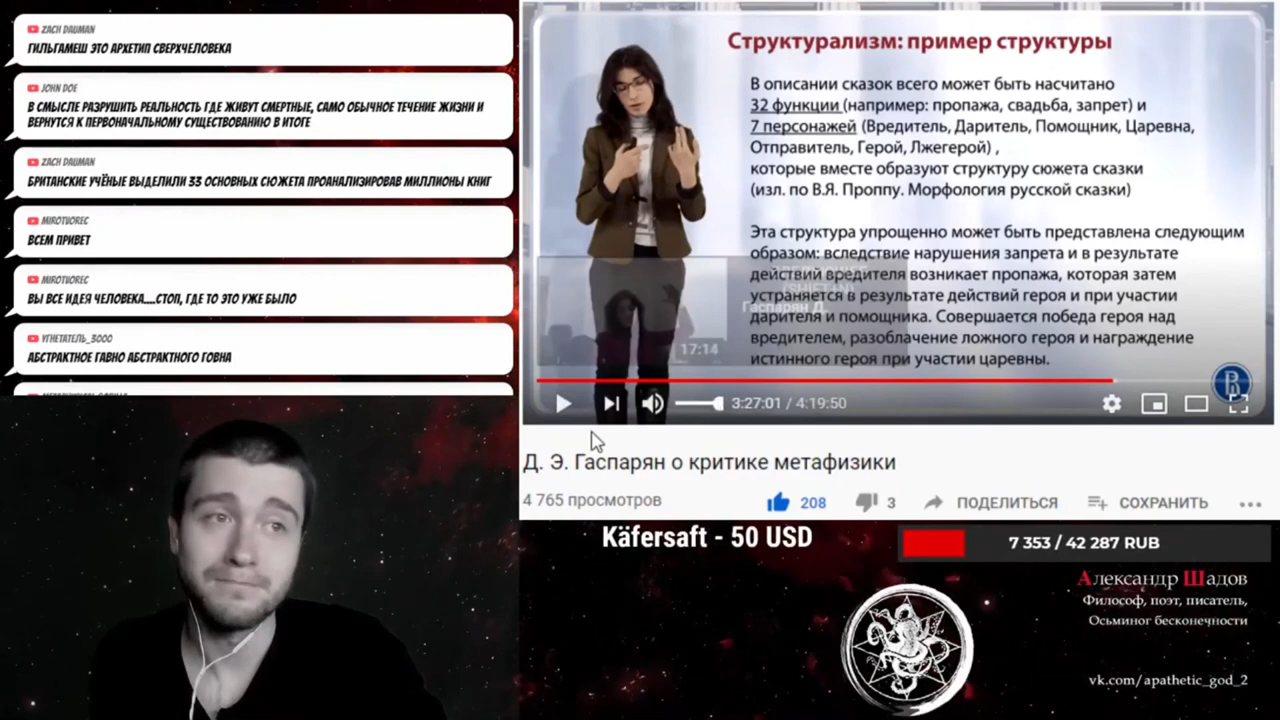 ZACH DAUMAN
ГИЛЬГАМЕШ ЭТО АРХЕТИП СВЕРХЧЕЛОВЕКА
JOHN DOE
В СМЫСЛЕ РАЗРУШИТЬ РЕАЛЬНОСТЬ ГДЕ ЖИВУТ СМЕРТНЫЕ, САМО ОБЫЧНОЕ ТЕЧЕНИЕ ЖИЗНИ И
ВЕРНУТСЯ К ПЕРВОНАЧАЛЬНОМУ СУЩЕСТВОВАНИЮ В ИТОГЕ
ZACH DAUMAN
БРИТАНСКИЕ УЧЁНЫЕ ВЫДЕЛИЛИ 33 ОСНОВНЫХ СЮЖЕТА ПРОАНАЛИЗИРОВАВ МИЛЛИОНЫ КНИГ
MIROTVOREC
ВСЕМ ПРИВЕТ
MIROTVOREC
ВЫ ВСЕ ИДЕЯ ЧЕЛОВЕКА....СТОП, ГДЕ ТО ЭТО УЖЕ БЫЛО
УГНЕТАТЕЛЬ_3000
АБСТРАКТНОЕ ГАВНО АБСТРАКТНОГО ГОВНА
Структурализм: пример структуры
В описании сказок всего может быть насчитано
32 функции (например: пропажа, свадьба, запрет) и
7 персонажей (Вредитель, Даритель, Помощник, Царевна,
Отправитель, Герой, Лжегерой) ,
которые вместе образуют структуру сюжета сказки
(изл. по В.Я. Проппу. Морфология русской сказки)
Эта структура упрощенно может быть представлена следующим
образом: вследствие нарушения запрета и в результате
действий вредителя возникает пропажа, которая затем
(SHIFT+N)
устраняется в результате действий героя и при участии
Гаспарян Д.
дарителя и помощника. Совершается победа героя над
вредителем, разоблачение ложного героя и награждение
17:14
истинного героя при участии царевны.
3:27:01 / 4:19:50
Д. Э. Гаспарян о критике метафизики
4 765 просмотров
208
3
ПОДЕЛИТЬСЯ
СОХРАНИТЬ
Käfersaft - 50 USD
7 353 / 42 287 RUB
Александр Шадов
Философ, поэт, писатель,
Осьминог бесконечности
vk.com/apathetic_god_2